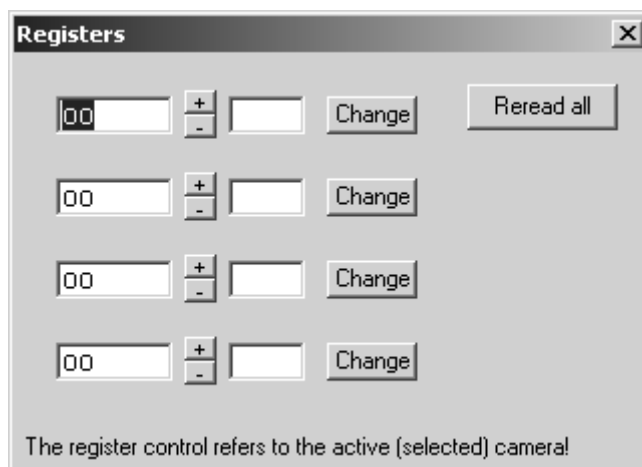 Registers
00 + - Change Reread all
00 + - Change
00 + - Change
00 + - Change
The register control refers to the active (selected) camera!